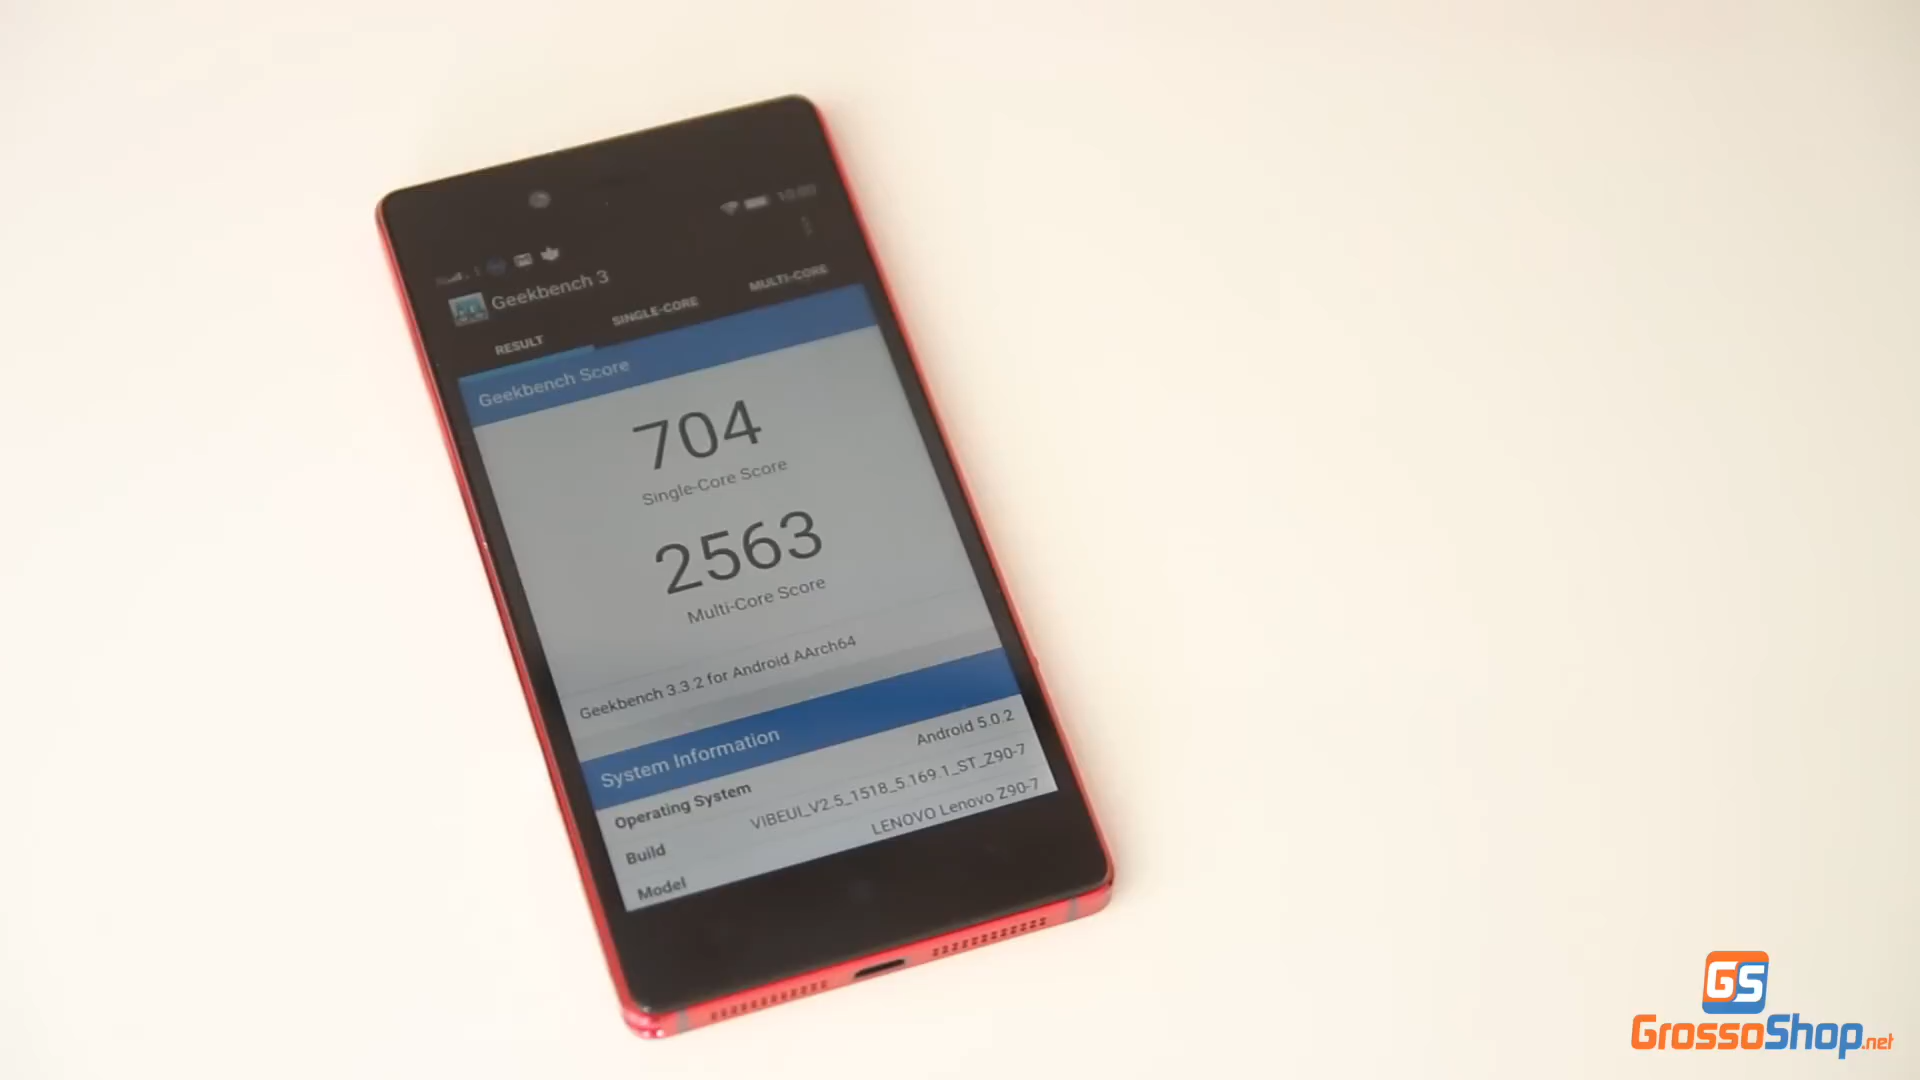 10:00
Geekbench 3
RESULT
SINGLE-CORE
MULTI-CORE
Geekbench Score
704
Single-Core Score
2563
Multi-Core Score
Geekbench 3.3.2 for Android AArch64
System Information
Operating System Android 5.0.2
Build VIBEUI_V2.5_1518_5.169.1_ST_Z90-7
Model LENOVO Lenovo Z90-7
GS
GrossoShop.net